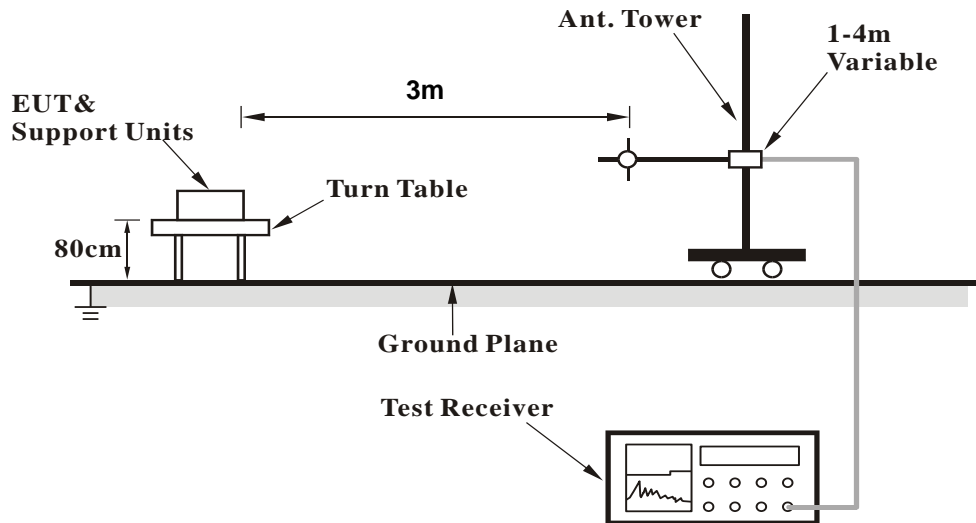 Ant. Tower
1-4m
Variable
3m
EUT&
Support Units
Turn Table
80cm
Ground Plane
Test Receiver